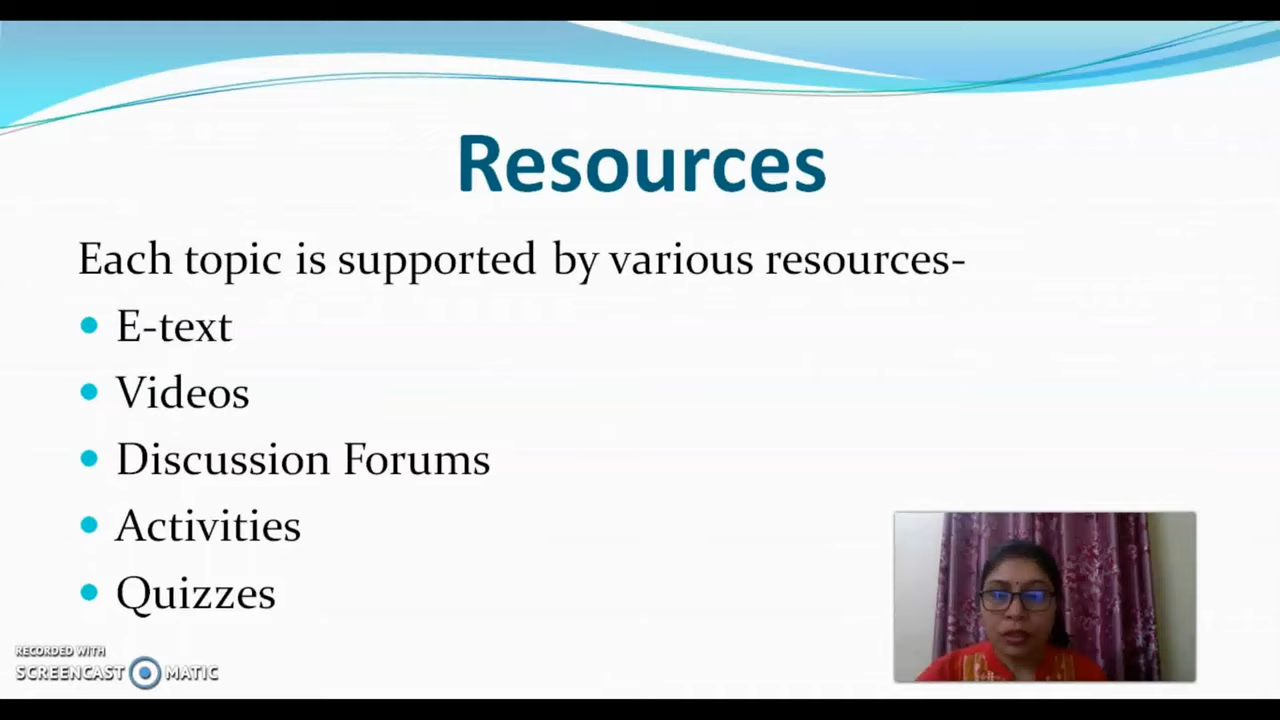 Resources
Each topic is supported by various resources-
E-text
Videos
Discussion Forums
Activities
Quizzes
RECORDED WITH
SCREENCAST MATIC